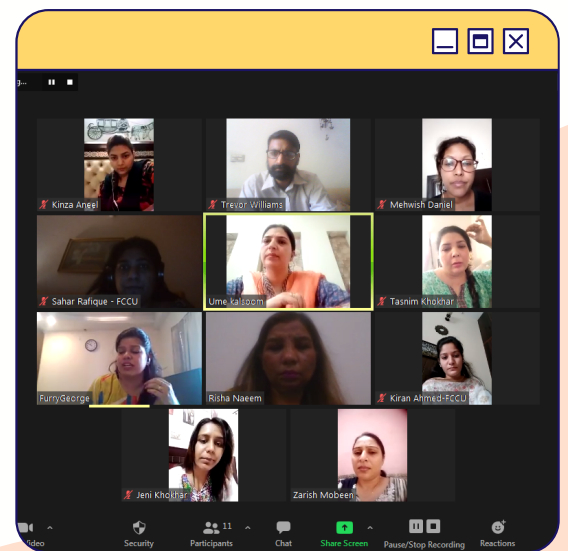 g...
Kinza Aneel
Trevor Williams
Mehwish Daniel
Sahar Rafique - FCCU
Ume kalsoom
Tasnim Khokhar
FurryGeorge
Risha Naeem
Kiran Ahmed-FCCU
Jeni Khokhar
Zarish Mobeen
11
Video
Security
Participants
Chat
Share Screen
Pause/Stop Recording
Reactions